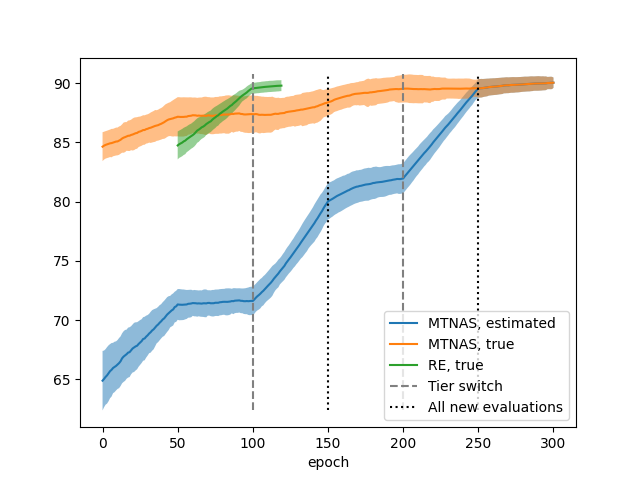 90
85
80
75
70
65
0
50
100
150
200
250
300
epoch
MTNAS, estimated
MTNAS, true
RE, true
Tier switch
All new evaluations